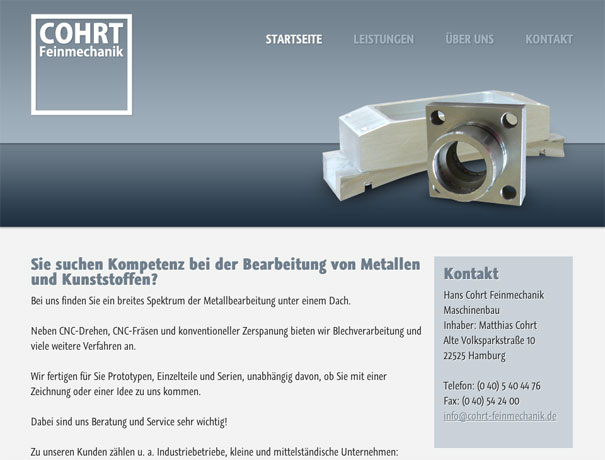 COHRT
Feinmechanik
STARTSEITE LEISTUNGEN ÜBER UNS KONTAKT
Sie suchen Kompetenz bei der Bearbeitung von Metallen
und Kunststoffen?
Bei uns finden Sie ein breites Spektrum der Metallbearbeitung unter einem Dach.
Neben CNC-Drehen, CNC-Fräsen und konventioneller Zerspanung bieten wir Blechverarbeitung und
viele weitere Verfahren an.
Wir fertigen für Sie Prototypen, Einzelteile und Serien, unabhängig davon, ob Sie mit einer
Zeichnung oder einer Idee zu uns kommen.
Dabei sind uns Beratung und Service sehr wichtig!
Zu unseren Kunden zählen u. a. Industriebetriebe, kleine und mittelständische Unternehmen:
Kontakt
Hans Cohrt Feinmechanik
Maschinenbau
Inhaber: Matthias Cohrt
Alte Volksparkstraße 10
22525 Hamburg
Telefon: (0 40) 5 40 44 76
Fax: (0 40) 54 24 00
info@cohrt-feinmechanik.de